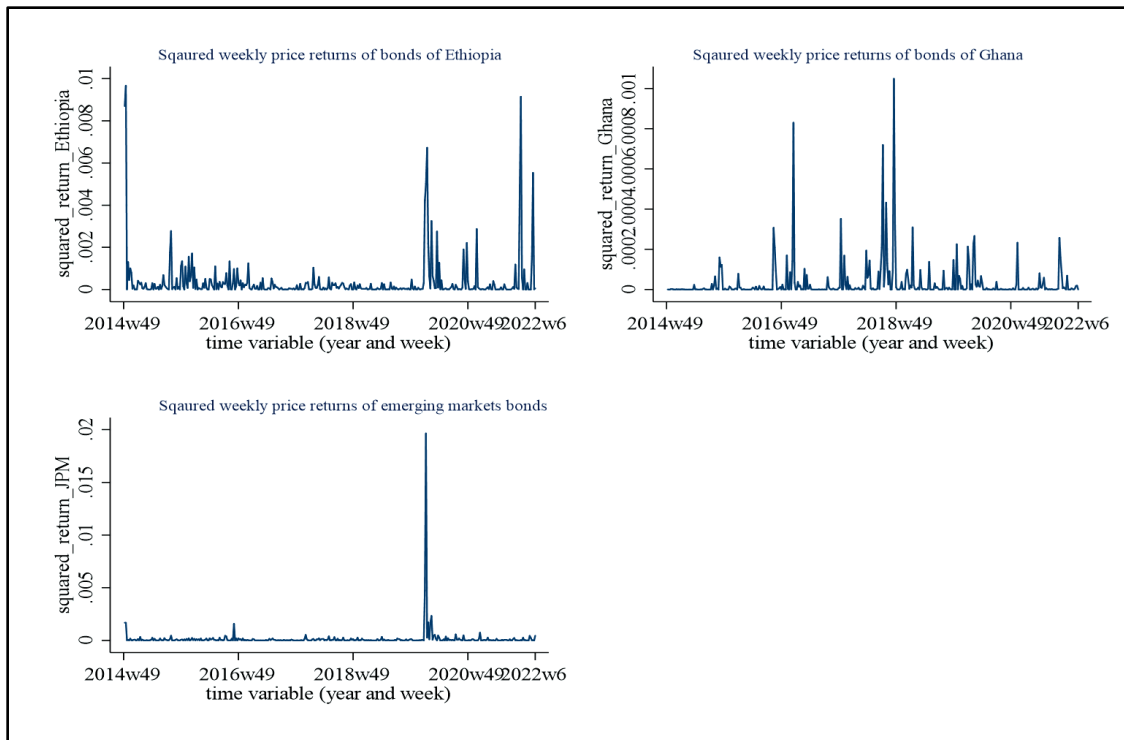 Sqaured weekly price returns of bonds of Ethiopia
squared_return_Ethiopia
.01
.008
.006
.004
.002
0
2014w49 2016w49 2018w49 2020w49 2022w6
time variable (year and week)
Sqaured weekly price returns of bonds of Ghana
squared_return_Ghana
.001
.0008
.0006
.0004
.0002
0
2014w49 2016w49 2018w49 2020w49 2022w6
time variable (year and week)
Sqaured weekly price returns of emerging markets bonds
squared_return_JPM
.02
.015
.01
.005
0
2014w49 2016w49 2018w49 2020w49 2022w6
time variable (year and week)